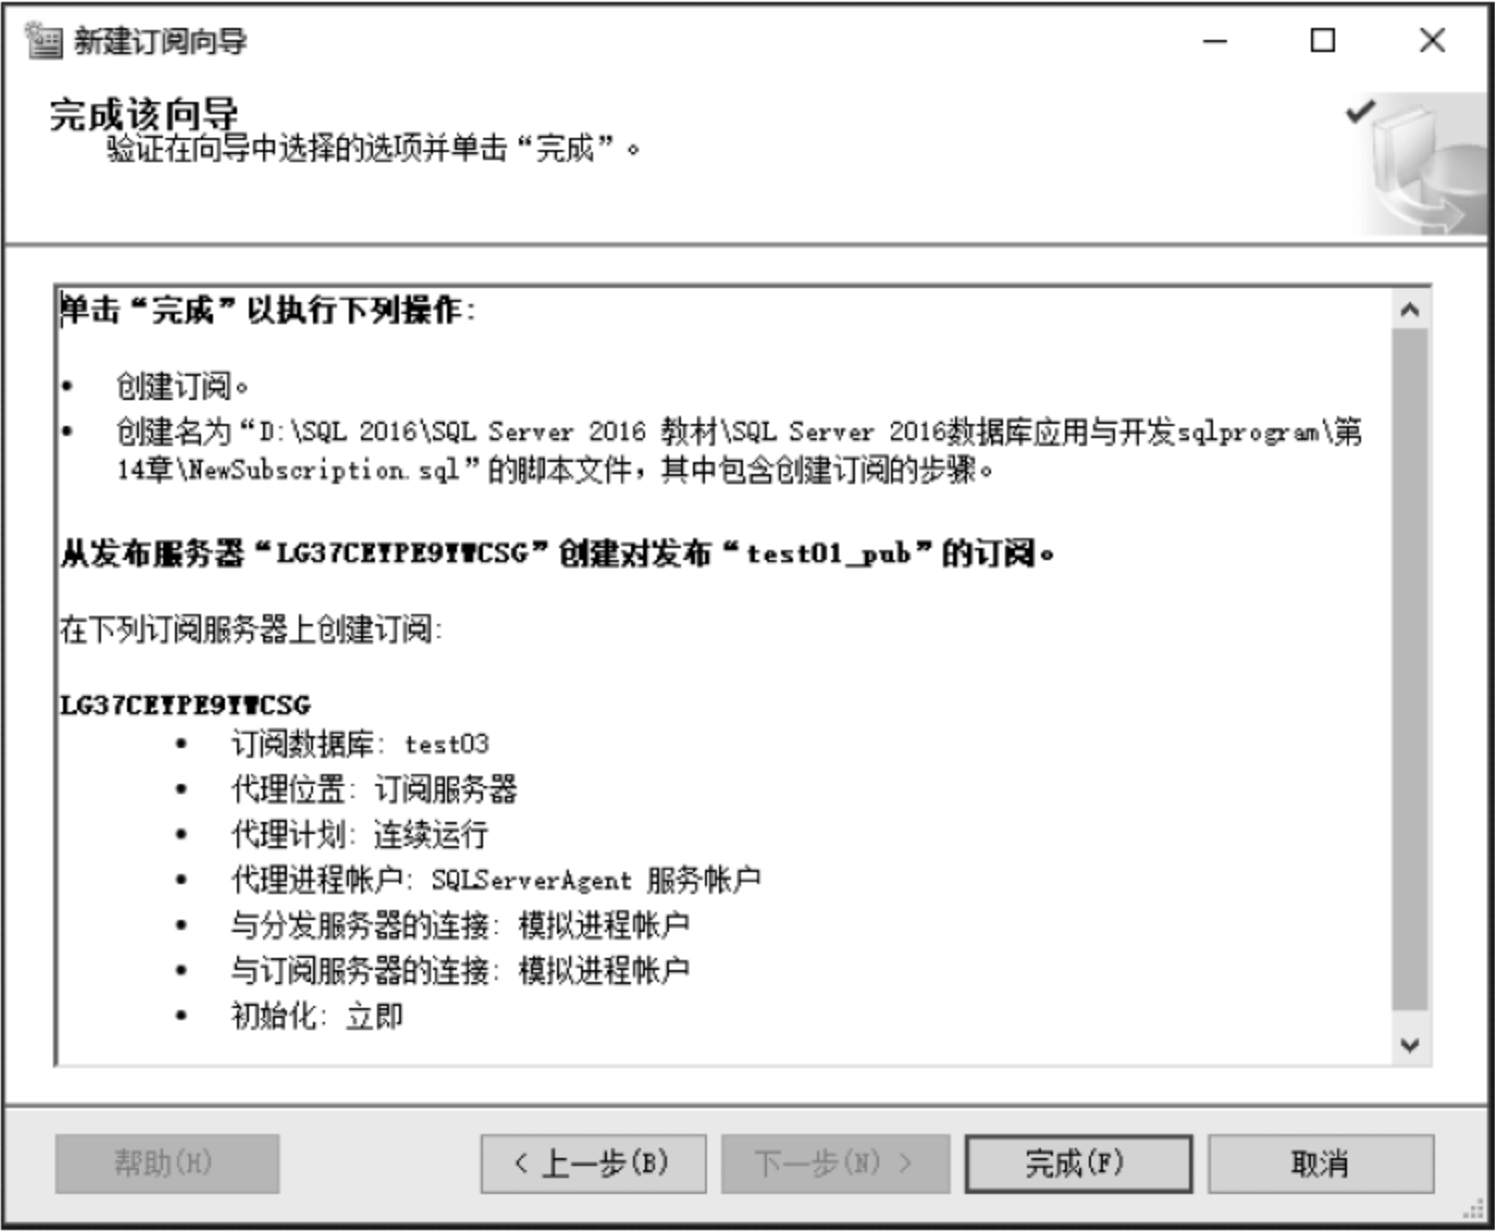 新建订阅向导
完成该向导
验证在向导中选择的选项并单击“完成”。
单击“完成”以执行下列操作:
• 创建订阅。
• 创建名为“D:\SQL 2016\SQL Server 2016 教材\SQL Server 2016数据库应用与开发sqlprogram\第
14章\NewSubscription.sql”的脚本文件，其中包含创建订阅的步骤。
从发布服务器“LG37CEYPE9YWCSG”创建对发布“test01_pub”的订阅。
在下列订阅服务器上创建订阅:
LG37CEYPE9YWCSG
• 订阅数据库: test03
• 代理位置: 订阅服务器
• 代理计划: 连续运行
• 代理进程帐户: SQLServerAgent 服务帐户
• 与分发服务器的连接: 模拟进程帐户
• 与订阅服务器的连接: 模拟进程帐户
• 初始化: 立即
帮助(H)
< 上一步(B)
下一步(N) >
完成(F)
取消